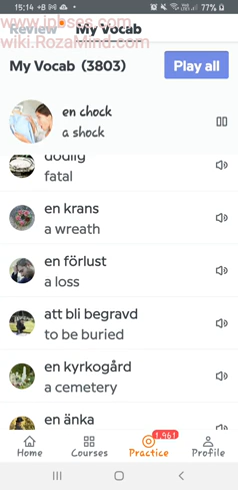 15:14
77%
www.inbses.com
wiki.RozaMind.com
Review
My Vocab
My Vocab (3803)
Play all
en chock
a shock
dödlig
fatal
en krans
a wreath
en förlust
a loss
att bli begravd
to be buried
en kyrkogård
a cemetery
en änka
1,961
Home
Courses
Practice
Profile